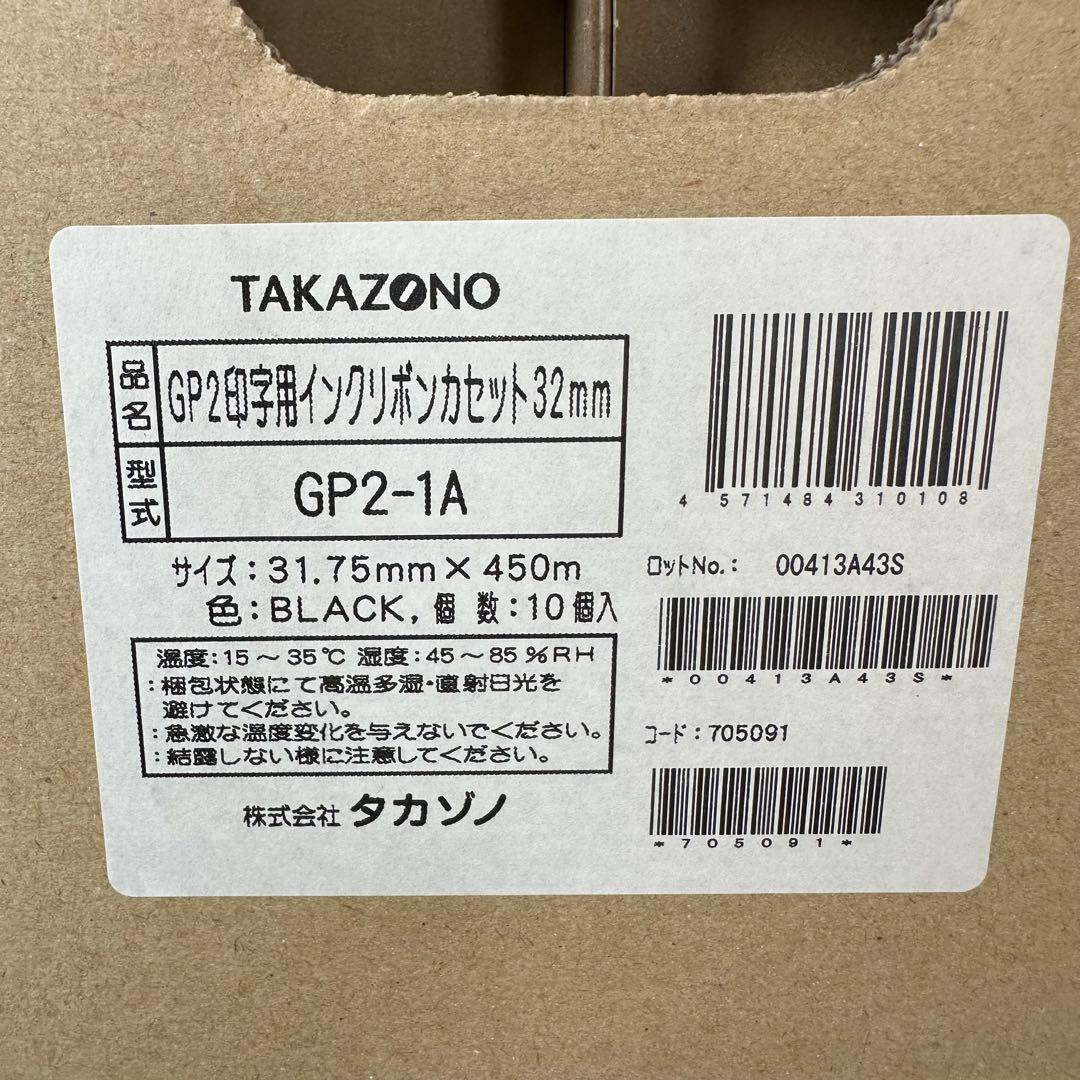 TAKAZONO
品名 GP2印字用インクリボンカセット32mm
型式 GP2-1A
サイズ:31.75mm×450m
色:BLACK,個 数:10個入
温度:15～35℃ 湿度:45～85%RH
:梱包状態にて高温多湿・直射日光を
避けてください。
:急激な温度変化を与えないでください。
:結露しない様に注意してください。
株式会社 タカゾノ
4 571484 310108
ロットNo.: 00413A43S
*00413A43S*
コード:705091
*705091*